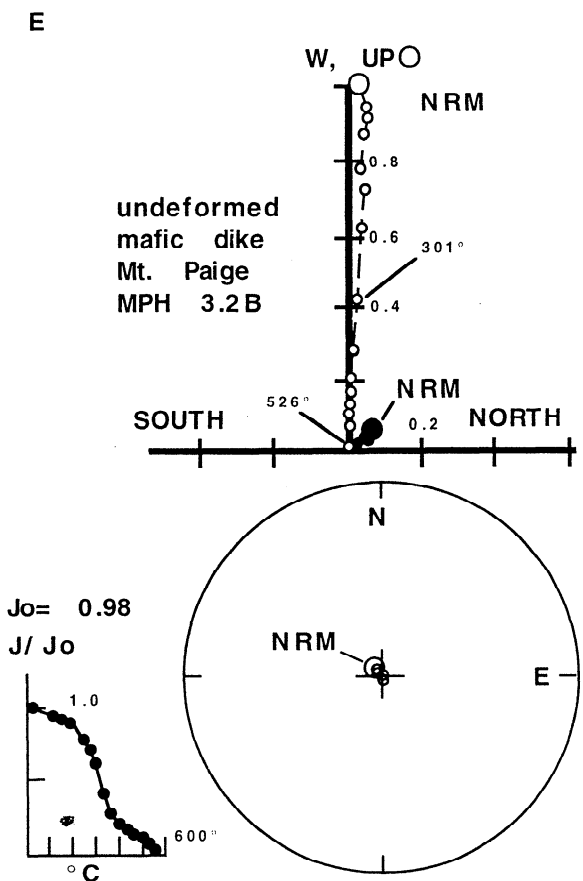 E
W, UP
NRM
0.8
undeformed
mafic dike
Mt. Paige
MPH 3.2B
0.6
301°
0.4
NRM
526°
SOUTH
0.2
NORTH
N
Jo= 0.98
J/ Jo
NRM
E
1.0
600°
°C